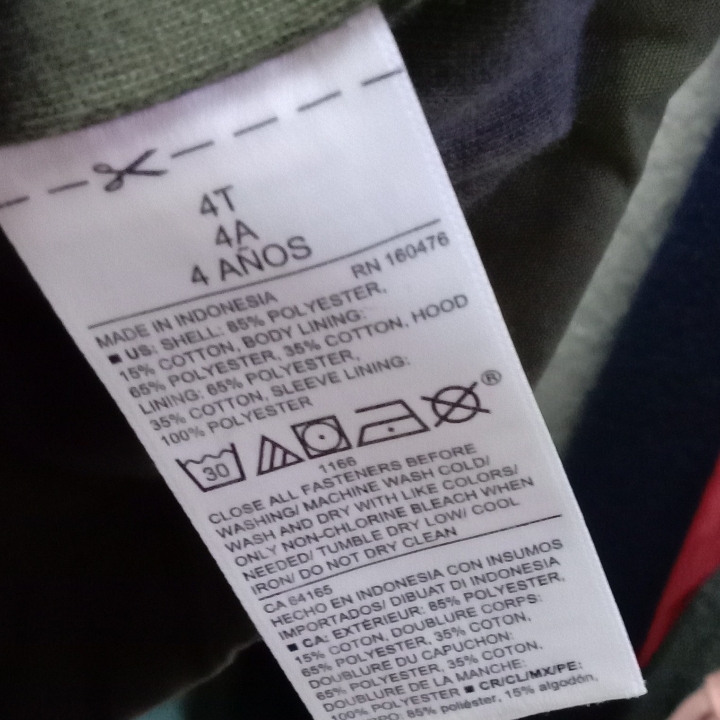 4T
4A
4 AÑOS
RN 160476
MADE IN INDONESIA
■ US: SHELL: 85% POLYESTER,
15% COTTON, BODY LINING:
65% POLYESTER, 35% COTTON, HOOD
LINING: 65% POLYESTER,
35% COTTON, SLEEVE LINING:
100% POLYESTER
30
®
1166
CLOSE ALL FASTENERS BEFORE
WASHING/ MACHINE WASH COLD/
WASH AND DRY WITH LIKE COLORS/
ONLY NON-CHLORINE BLEACH WHEN
NEEDED/ TUMBLE DRY LOW/ COOL
IRON/ DO NOT DRY CLEAN
CA 64165
HECHO EN INDONESIA CON INSUMOS
IMPORTADOS/ DIBUAT DI INDONESIA
■ CA: EXTÉRIEUR: 85% POLYESTER,
15% COTON, DOUBLURE CORPS:
65% POLYESTER, 35% COTON,
DOUBLURE DU CAPUCHON:
65% POLYESTER, 35% COTON,
DOUBLURE DE LA MANCHE:
100% POLYESTER ■ CR/CL/MX/PE:
85% poliéster, 15% algodón,